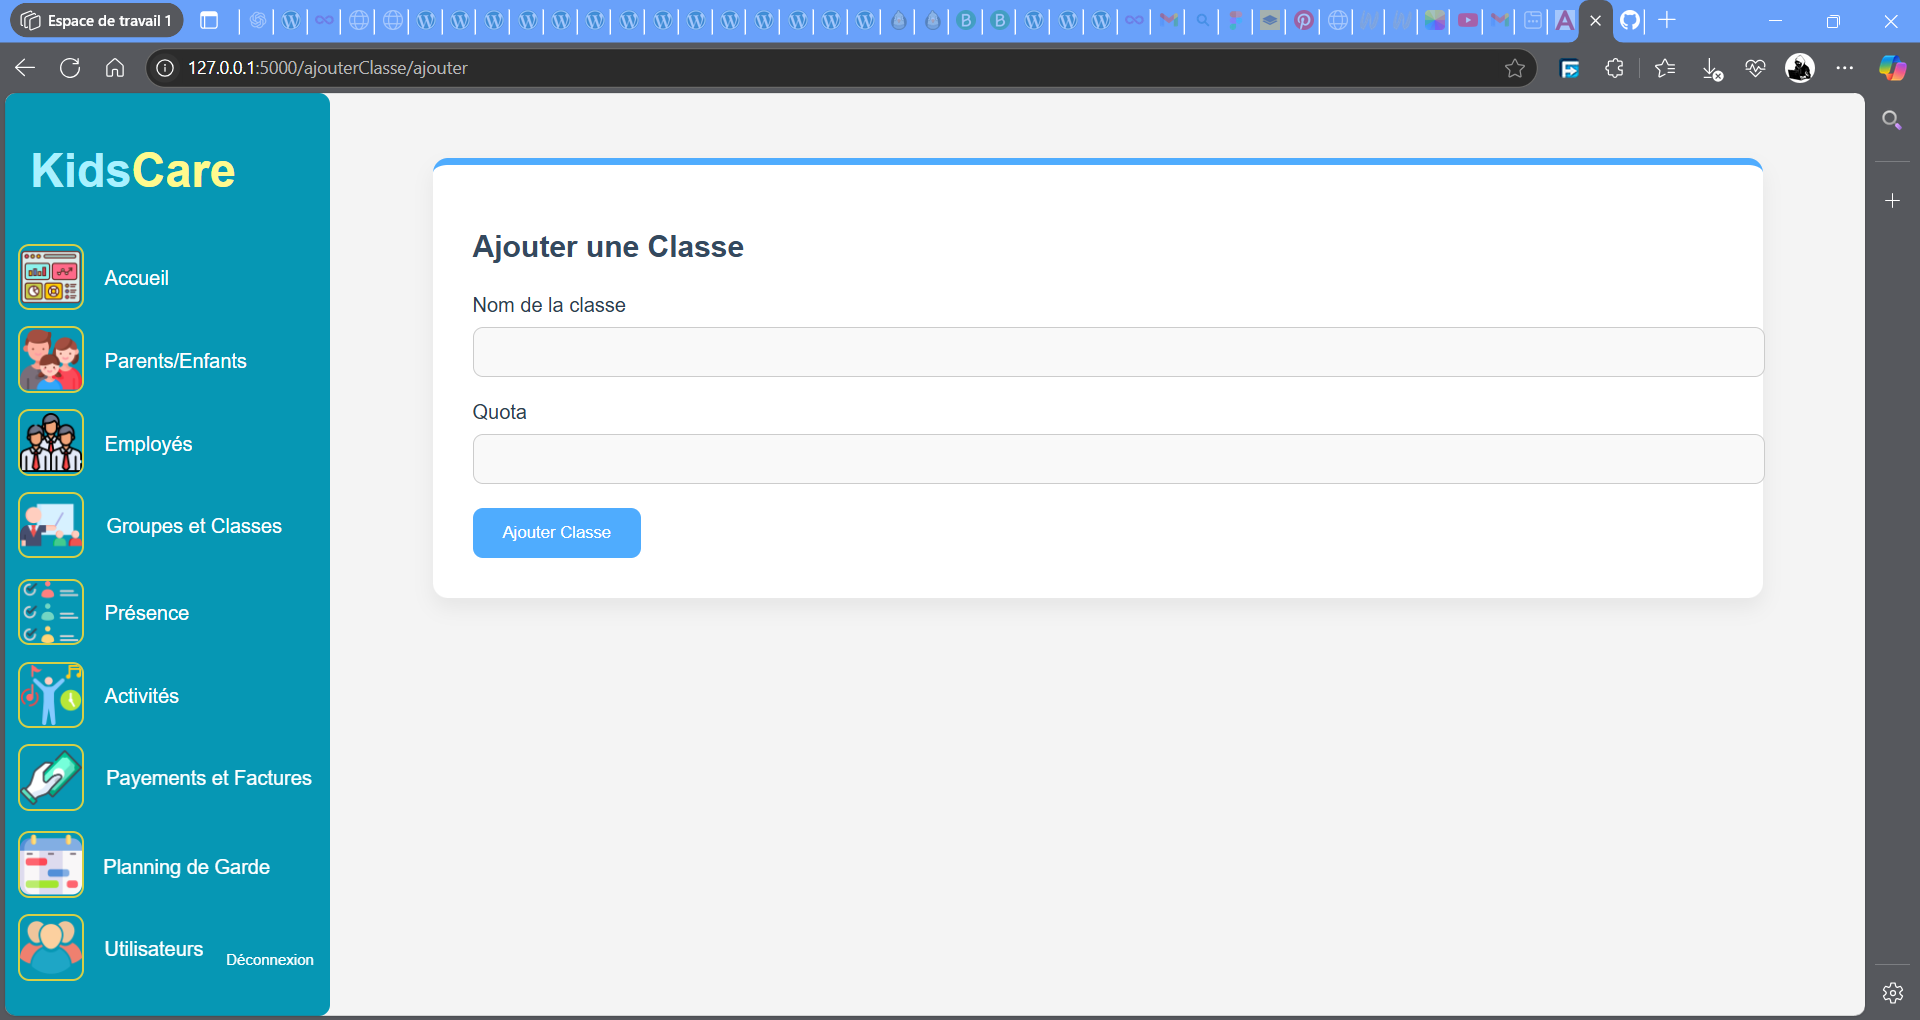 Espace de travail 1
127.0.0.1:5000/ajouterClasse/ajouter
KidsCare
Accueil
Parents/Enfants
Employés
Groupes et Classes
Présence
Activités
Payements et Factures
Planning de Garde
Utilisateurs
Déconnexion
Ajouter une Classe
Nom de la classe
Quota
Ajouter Classe